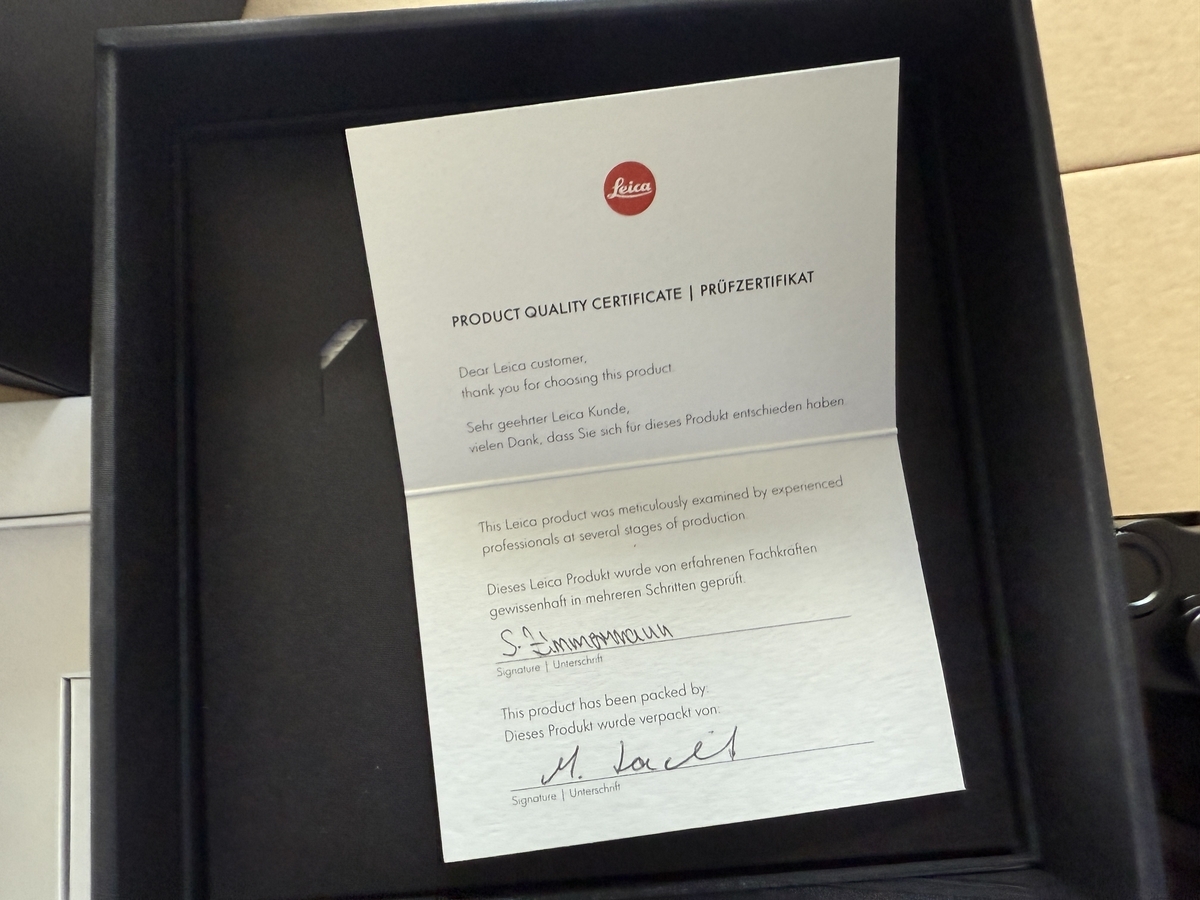 Leica
PRODUCT QUALITY CERTIFICATE | PRÜFZERTIFIKAT
Dear Leica customer,
thank you for choosing this product.
Sehr geehrter Leica Kunde,
vielen Dank, dass Sie sich für dieses Produkt entschieden haben.
This Leica product was meticulously examined by experienced
professionals at several stages of production.
Dieses Leica Produkt wurde von erfahrenen Fachkräften
gewissenhaft in mehreren Schritten geprüft.
S. Zimmermann
Signature | Unterschrift
This product has been packed by:
Dieses Produkt wurde verpackt von:
M.
Signature | Unterschrift